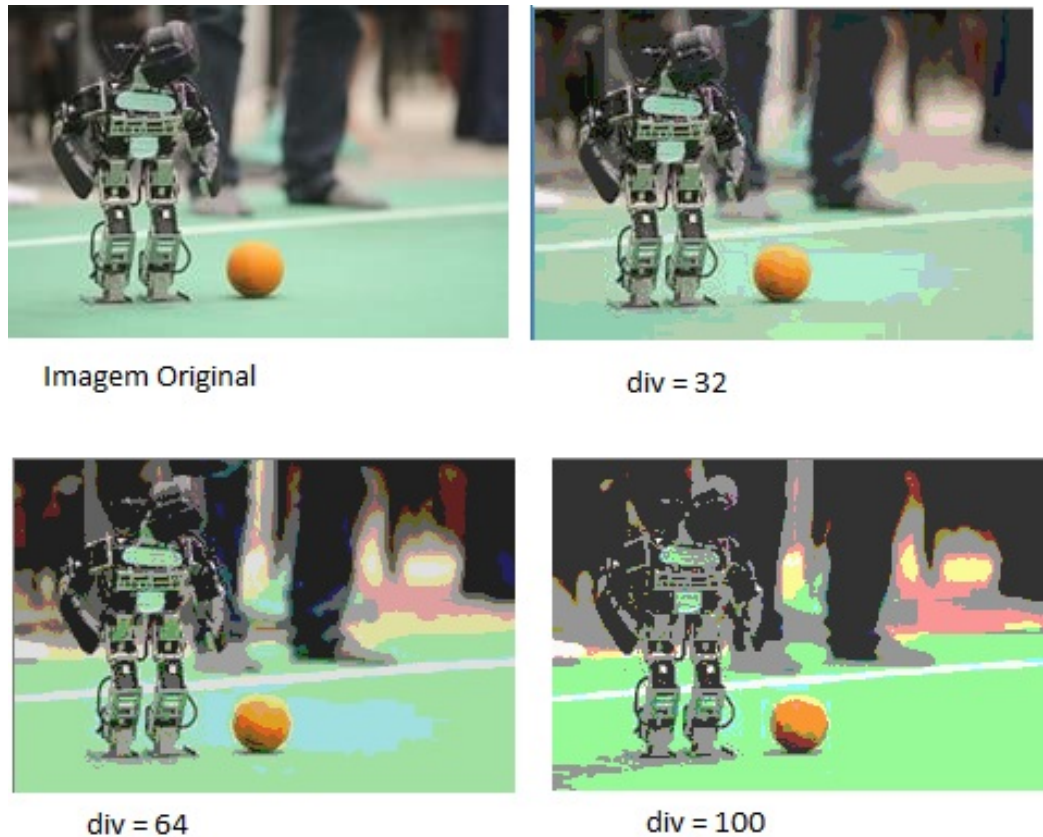 Imagem Original
div = 32
div = 64
div = 100